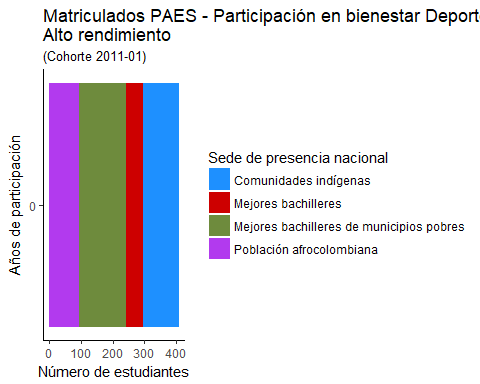 Matriculados PAES - Participación en bienestar Deport
Alto rendimiento
(Cohorte 2011-01)
Años de participación
0
0 100 200 300 400
Número de estudiantes
Sede de presencia nacional
Comunidades indígenas
Mejores bachilleres
Mejores bachilleres de municipios pobres
Población afrocolombiana